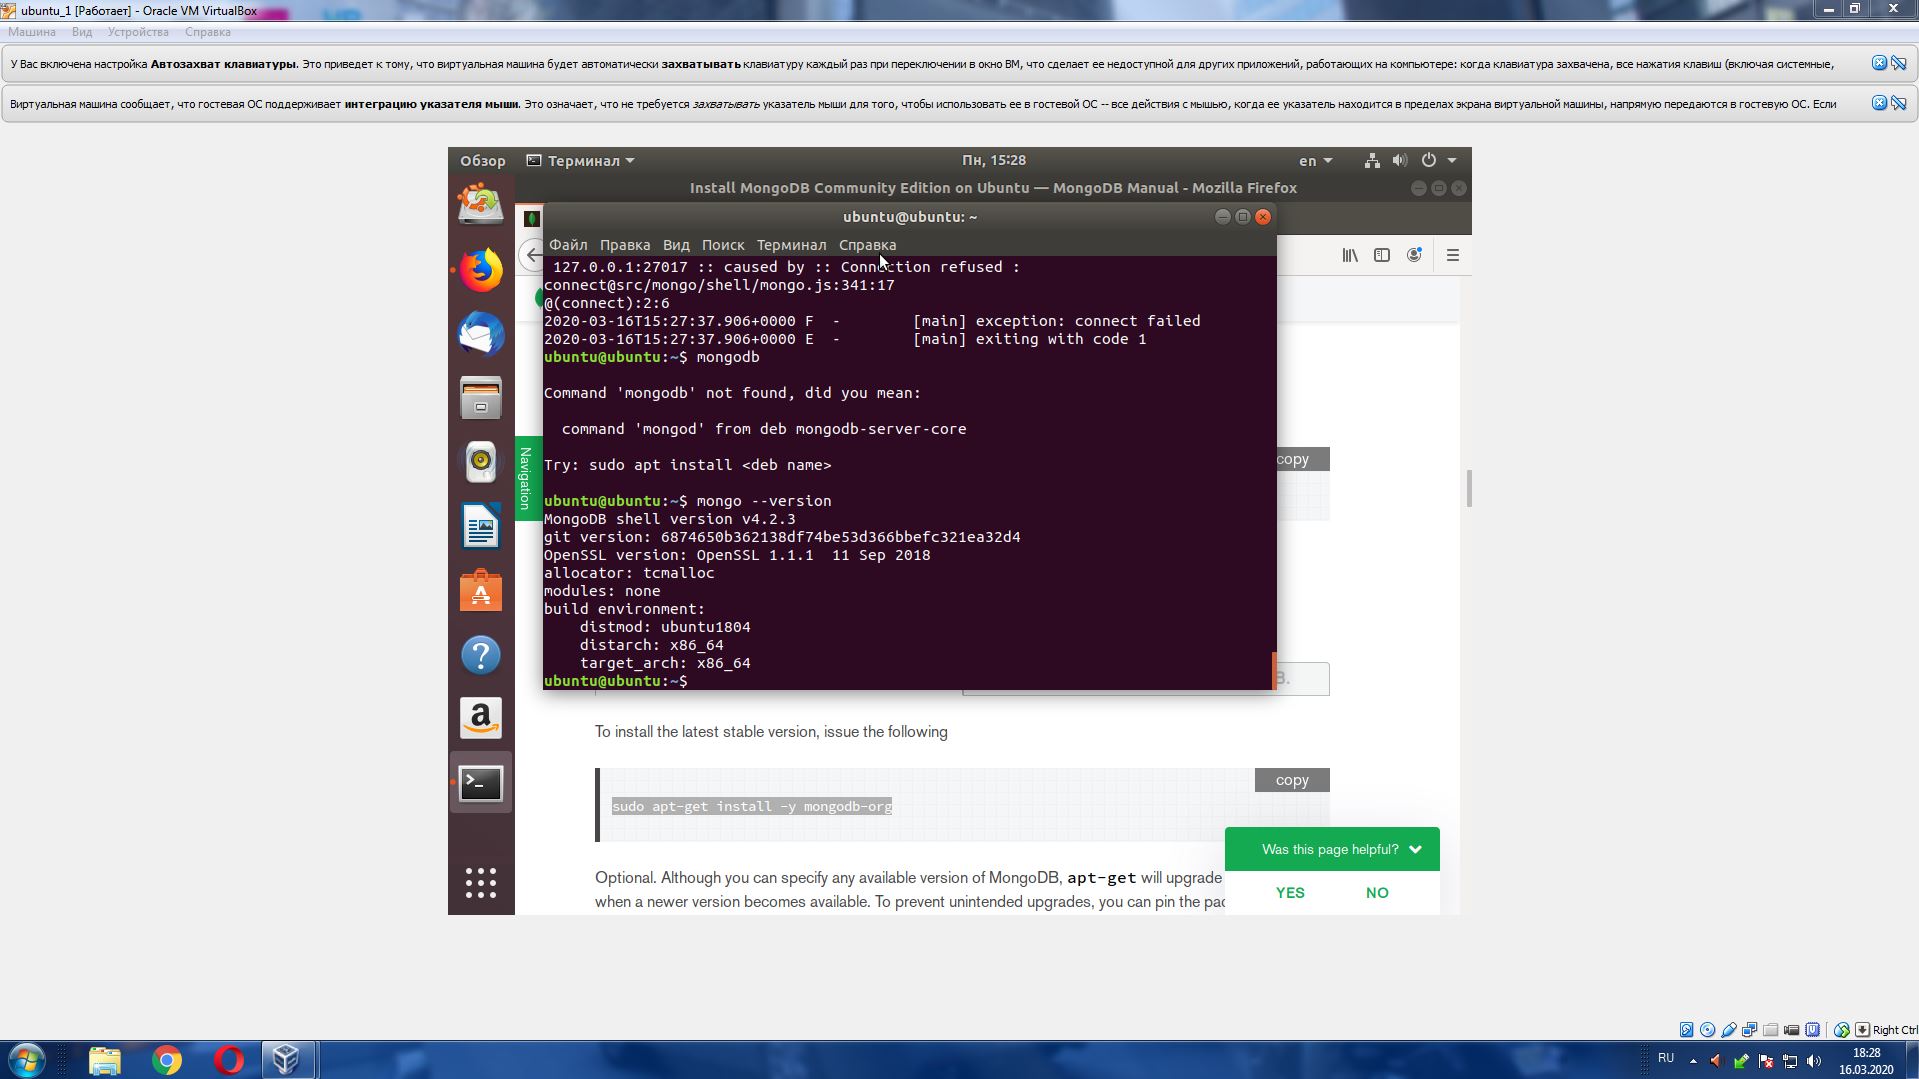 ubuntu_1 [Работает] - Oracle VM VirtualBox
Машина Вид Устройства Справка
У Вас включена настройка Автозахват клавиатуры. Это приведет к тому, что виртуальная машина будет автоматически захватывать клавиатуру каждый раз при переключении в окно ВМ, что сделает ее недоступной для других приложений, работающих на компьютере: когда клавиатура захвачена, все нажатия клавиш (включая системные,
Виртуальная машина сообщает, что гостевая ОС поддерживает интеграцию указателя мыши. Это означает, что не требуется захватывать указатель мыши для того, чтобы использовать ее в гостевой ОС -- все действия с мышью, когда ее указатель находится в пределах экрана виртуальной машины, напрямую передаются в гостевую ОС. Если
Обзор Терминал Пн, 15:28 en
Install MongoDB Community Edition on Ubuntu — MongoDB Manual - Mozilla Firefox
ubuntu@ubuntu: ~
Файл Правка Вид Поиск Терминал Справка
127.0.0.1:27017 :: caused by :: Connection refused :
connect@src/mongo/shell/mongo.js:341:17
@(connect):2:6
2020-03-16T15:27:37.906+0000 F - [main] exception: connect failed
2020-03-16T15:27:37.906+0000 E - [main] exiting with code 1
ubuntu@ubuntu:~$ mongodb
Command 'mongodb' not found, did you mean:
command 'mongod' from deb mongodb-server-core
Try: sudo apt install <deb name>
ubuntu@ubuntu:~$ mongo --version
MongoDB shell version v4.2.3
git version: 6874650b362138df74be53d366bbefc321ea32d4
OpenSSL version: OpenSSL 1.1.1 11 Sep 2018
allocator: tcmalloc
modules: none
build environment:
distmod: ubuntu1804
distarch: x86_64
target_arch: x86_64
ubuntu@ubuntu:~$
Navigation
copy
B.
To install the latest stable version, issue the following
copy
sudo apt-get install -y mongodb-org
Was this page helpful?
YES NO
Optional. Although you can specify any available version of MongoDB, apt-get will upgrade
when a newer version becomes available. To prevent unintended upgrades, you can pin the pac
Right Ctrl
RU
18:28
16.03.2020